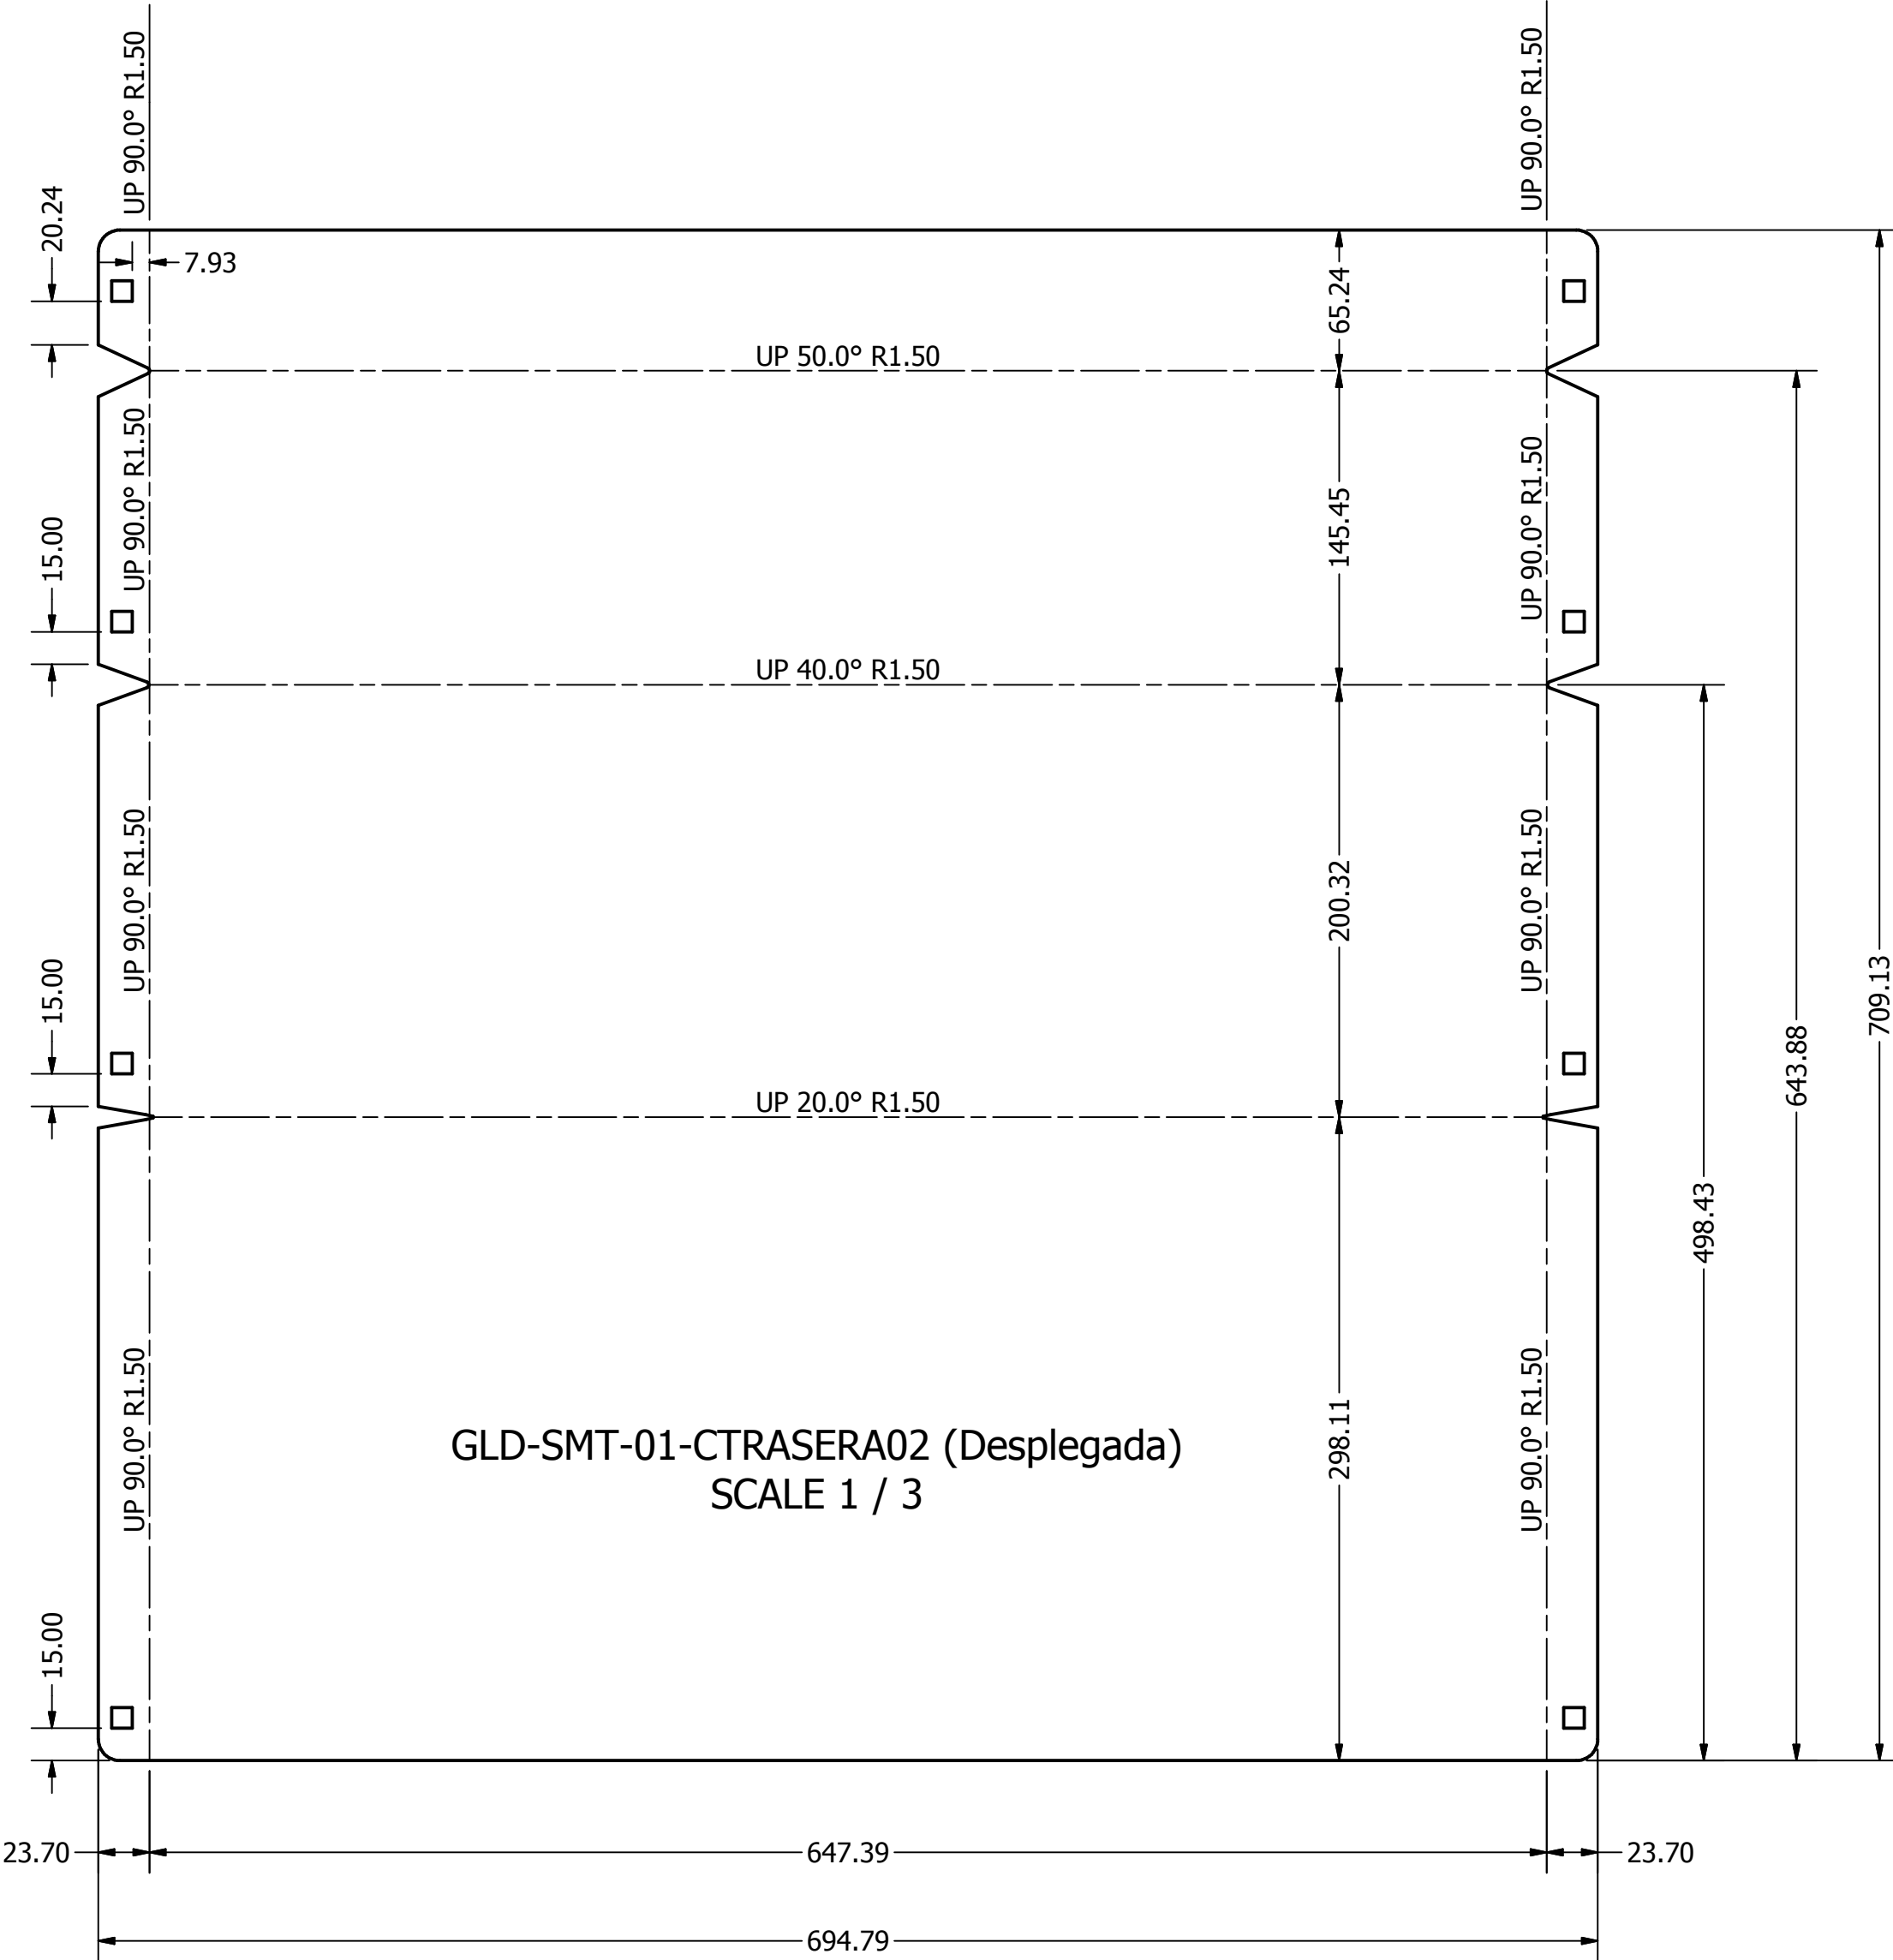 UP 90.0° R1.50
UP 90.0° R1.50
20.24
7.93
65.24
UP 50.0° R1.50
UP 90.0° R1.50
UP 90.0° R1.50
15.00
145.45
UP 40.0° R1.50
UP 90.0° R1.50
UP 90.0° R1.50
200.32
15.00
709.13
643.88
UP 20.0° R1.50
498.43
UP 90.0° R1.50
UP 90.0° R1.50
298.11
GLD-SMT-01-CTRASERA02 (Desplegada)
SCALE 1 / 3
15.00
23.70
647.39
23.70
694.79